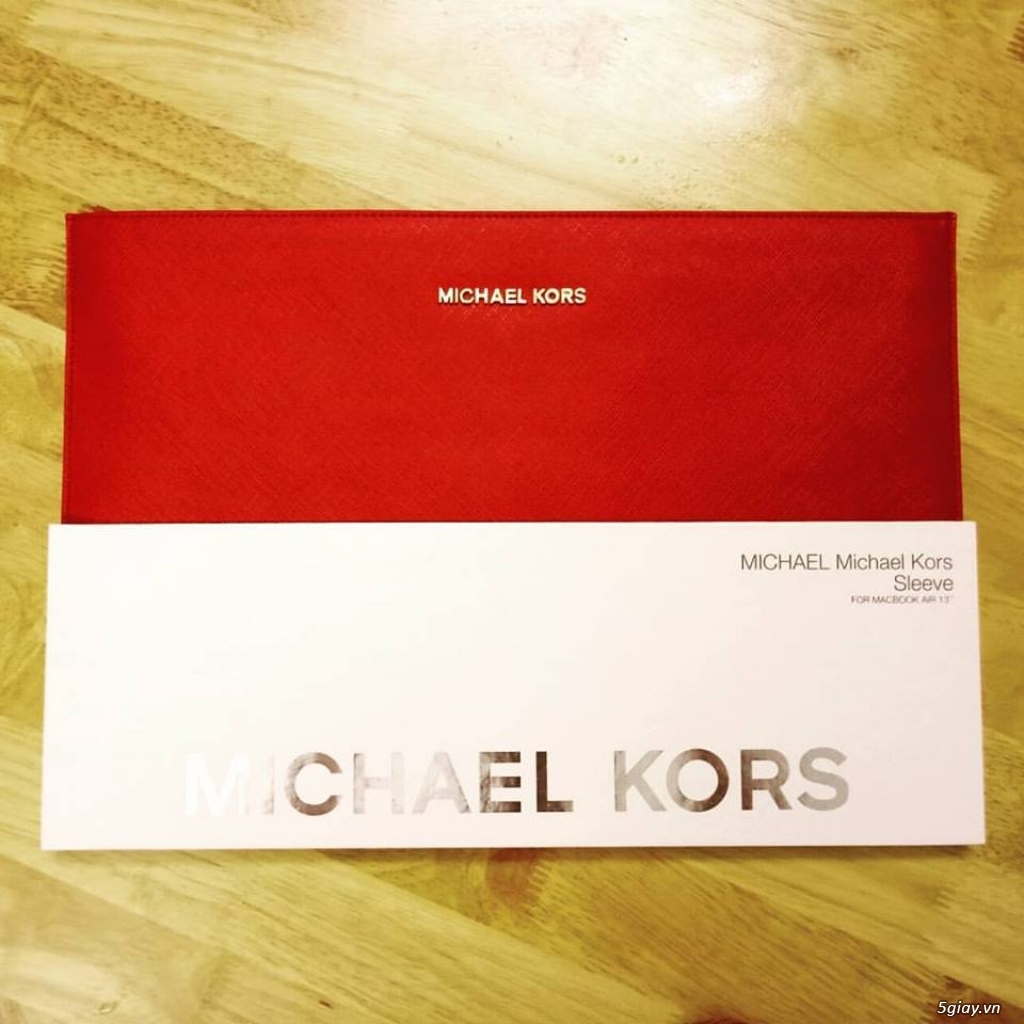 MICHAEL KORS
MICHAEL Michael Kors
Sleeve
FOR MACBOOK AIR 13"
MICHAEL KORS
5giay.vn